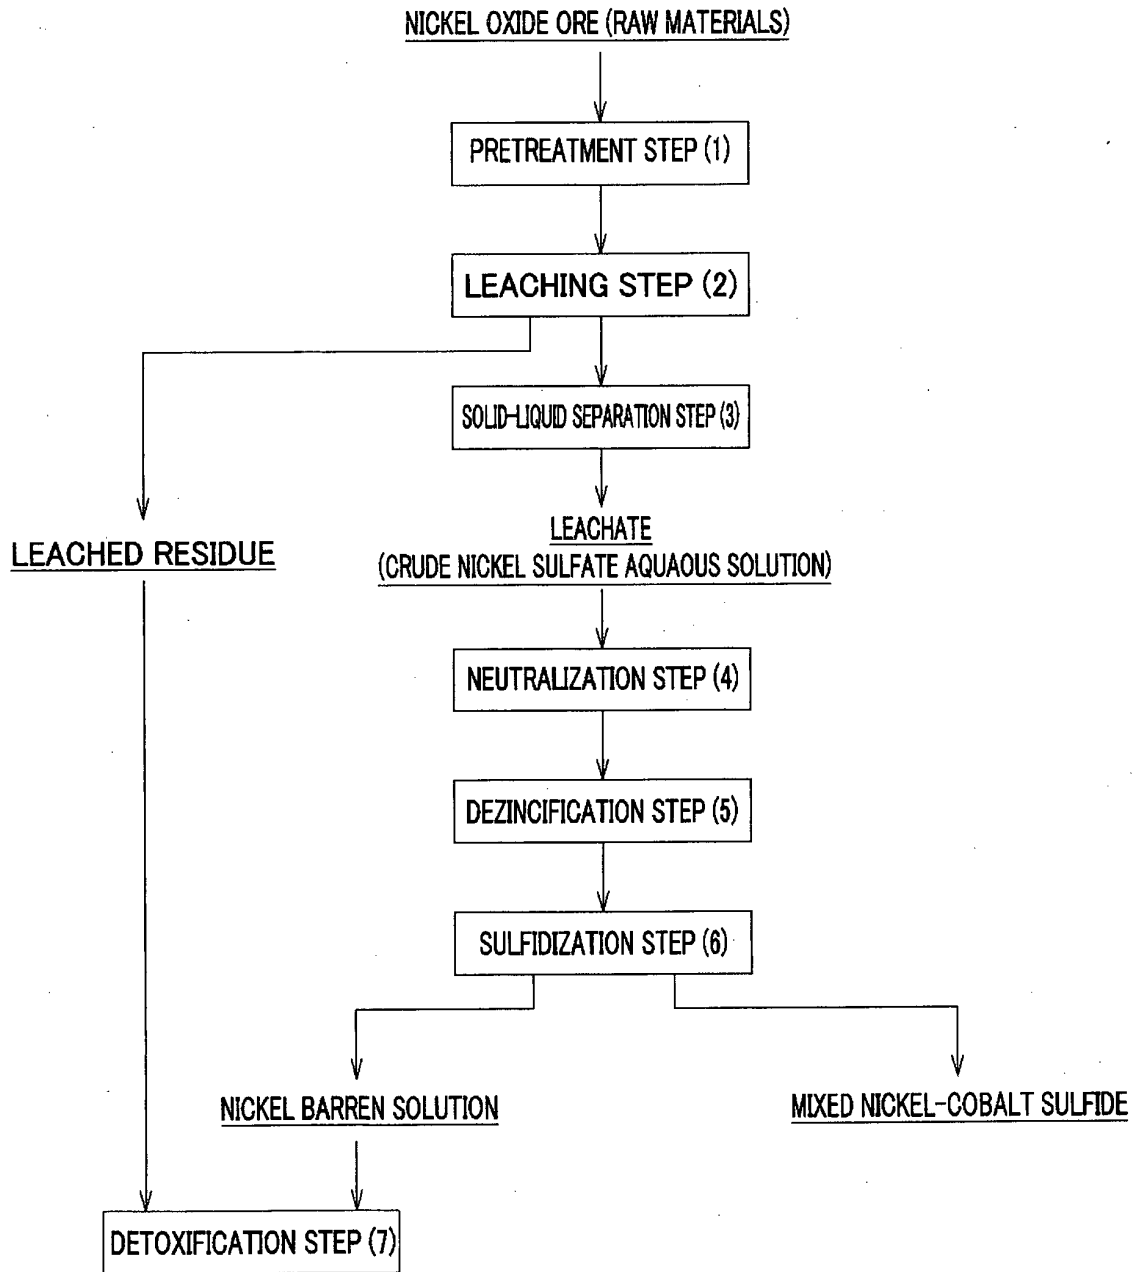 NICKEL OXIDE ORE (RAW MATERIALS)
PRETREATMENT STEP (1)
LEACHING STEP (2)
SOLID-LIQUID SEPARATION STEP (3)
LEACHED RESIDUE
LEACHATE
(CRUDE NICKEL SULFATE AQUAOUS SOLUTION)
NEUTRALIZATION STEP (4)
DEZINCIFICATION STEP (5)
SULFIDIZATION STEP (6)
NICKEL BARREN SOLUTION
MIXED NICKEL-COBALT SULFIDE
DETOXIFICATION STEP (7)